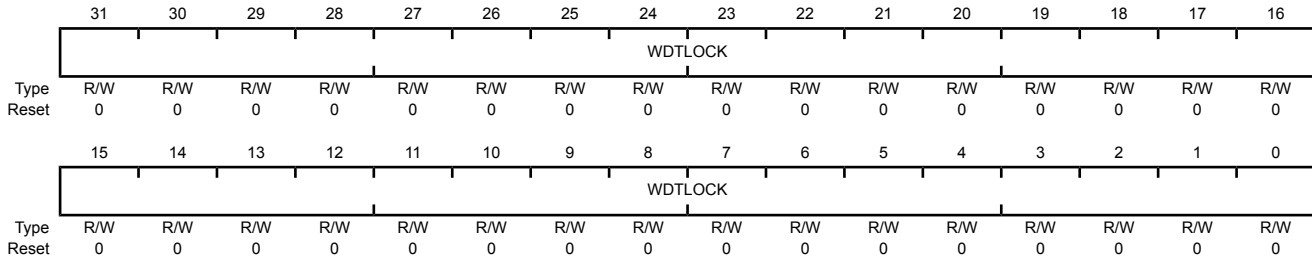 31 30 29 28 27 26 25 24 23 22 21 20 19 18 17 16
WDTLOCK
Type R/W R/W R/W R/W R/W R/W R/W R/W R/W R/W R/W R/W R/W R/W R/W R/W
Reset 0 0 0 0 0 0 0 0 0 0 0 0 0 0 0 0
15 14 13 12 11 10 9 8 7 6 5 4 3 2 1 0
WDTLOCK
Type R/W R/W R/W R/W R/W R/W R/W R/W R/W R/W R/W R/W R/W R/W R/W R/W
Reset 0 0 0 0 0 0 0 0 0 0 0 0 0 0 0 0